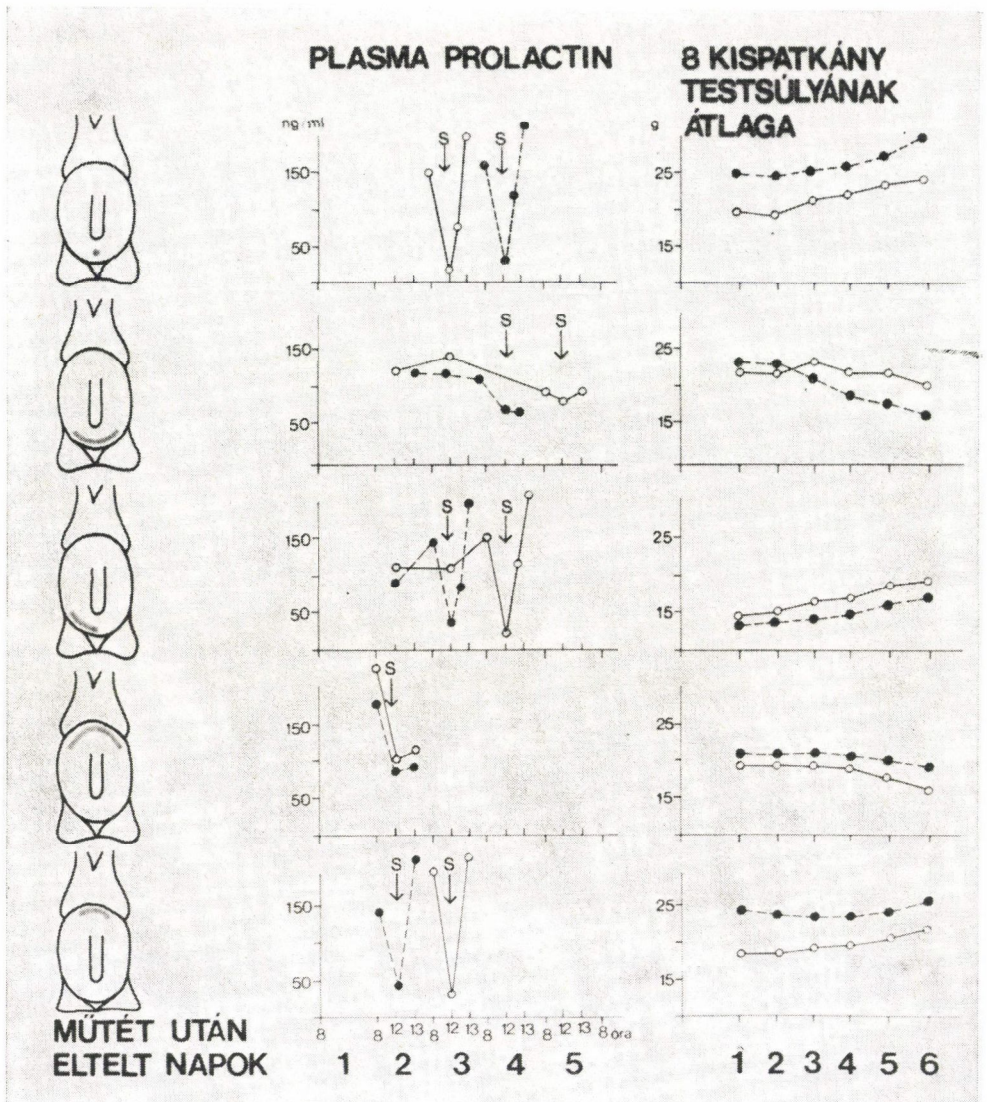 PLASMA PROLACTIN
8 KISPATKÁNY
TESTSÚLYÁNAK
ÁTLAGA
ng/ml
g
S S
150
50
25
15
S S
150
50
25
15
S S
150
50
25
15
S
150
50
25
15
S S
150
50
25
15
MŰTÉT UTÁN
ELTELT NAPOK
8 8 12 13 8 12 13 8 12 13 8 12 13 8 óra
1 2 3 4 5
1 2 3 4 5 6